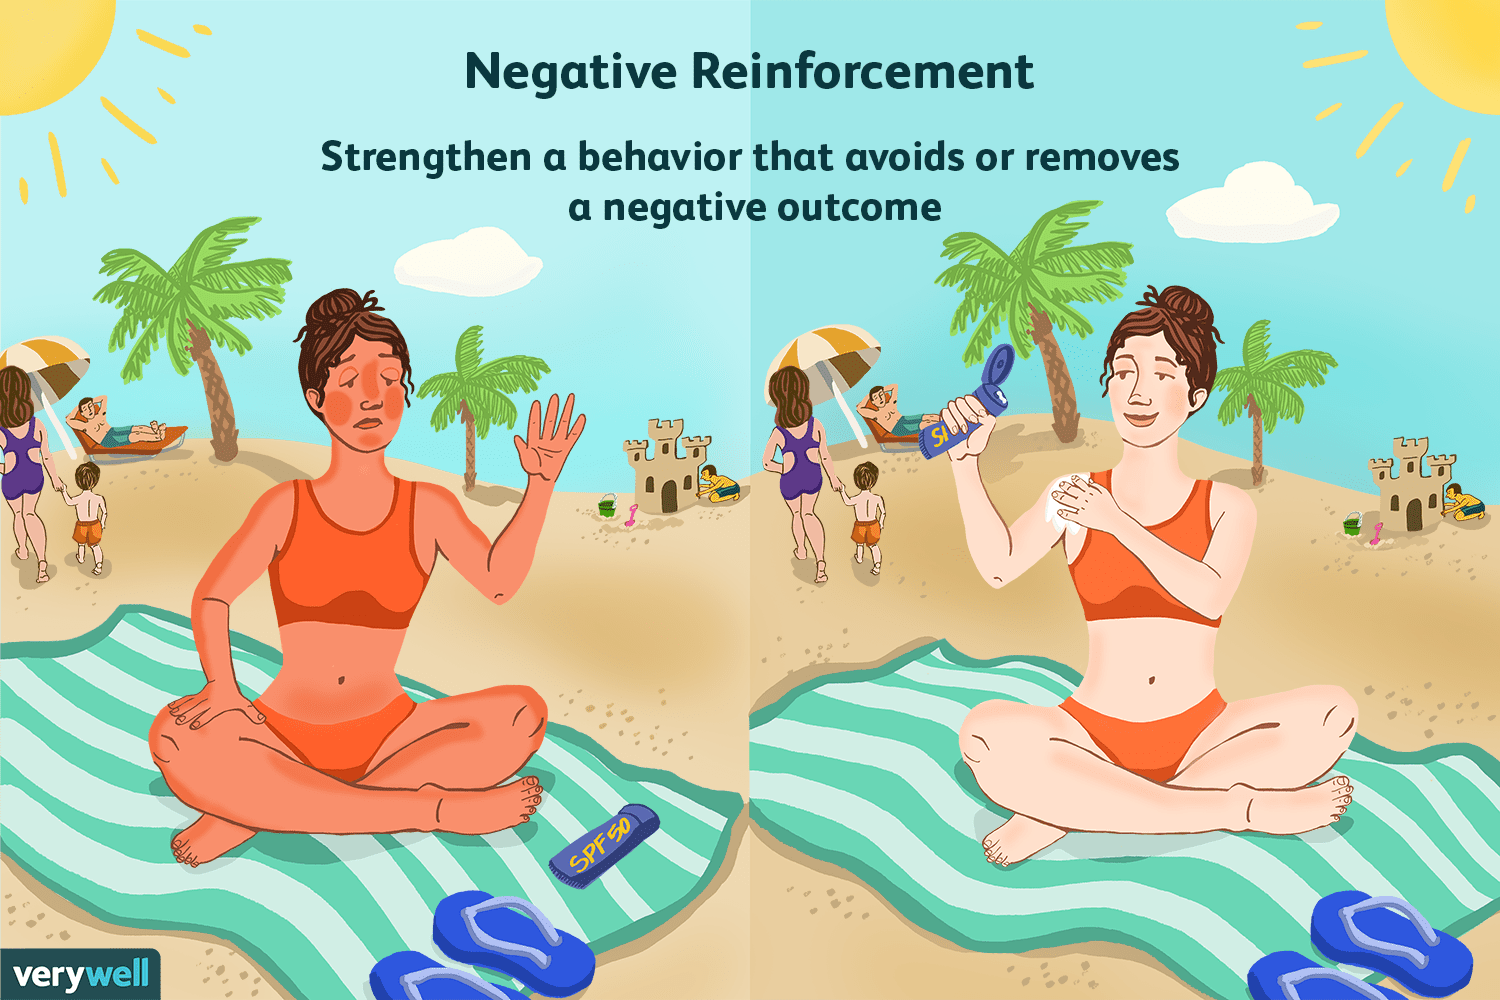 Negative Reinforcement
Strengthen a behavior that avoids or removes
a negative outcome
SPF 50
verywell